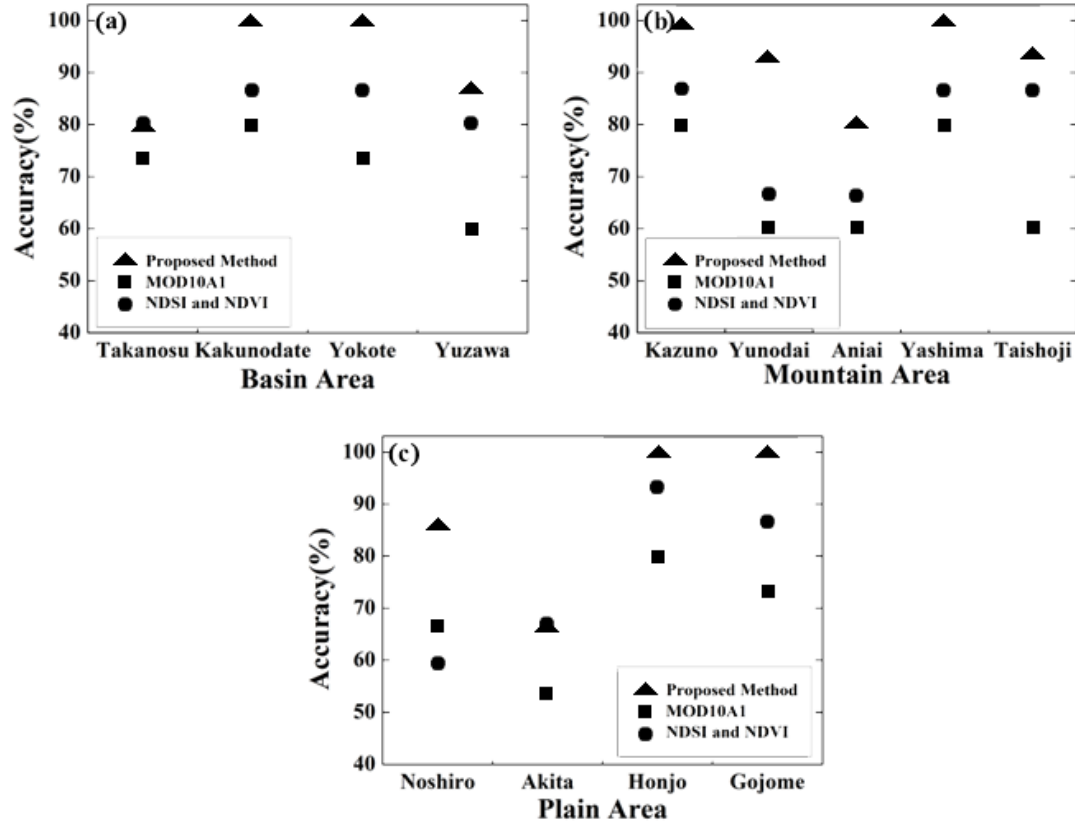 (a)
100
90
80
70
60
50
40
Accuracy(%)
Proposed Method
MOD10A1
NDSI and NDVI
Takanosu Kakunodate Yokote Yuzawa
Basin Area
(b)
100
90
80
70
60
50
40
Accuracy(%)
Proposed Method
MOD10A1
NDSI and NDVI
Kazuno Yunodai Aniai Yashima Taishoji
Mountain Area
(c)
100
90
80
70
60
50
40
Accuracy(%)
Proposed Method
MOD10A1
NDSI and NDVI
Noshiro Akita Honjo Gojome
Plain Area